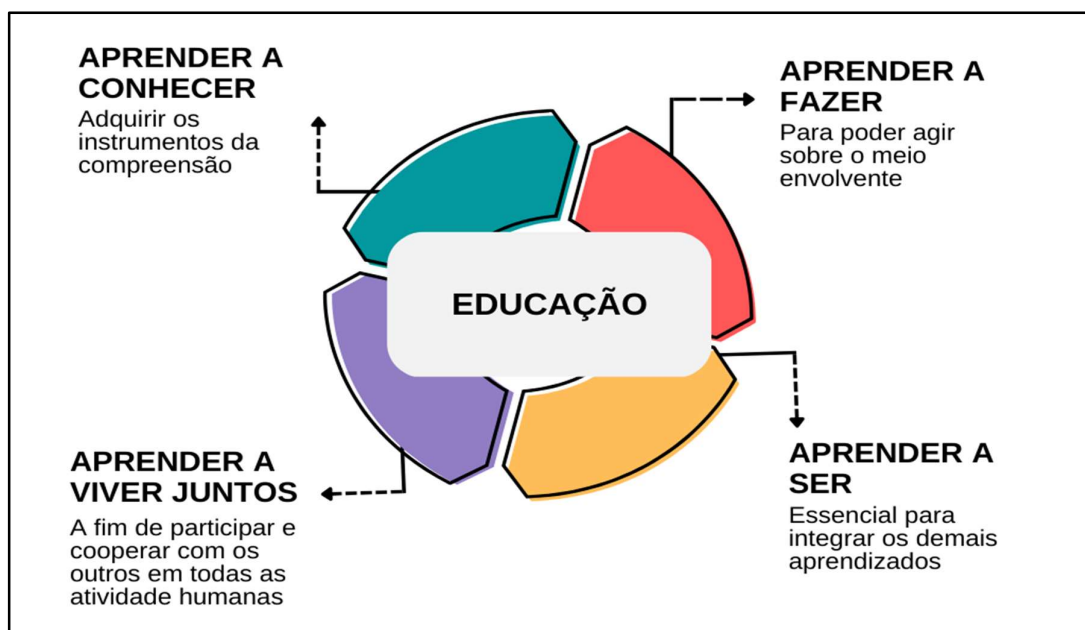 APRENDER A
CONHECER
Adquirir os
instrumentos da
compreensão
APRENDER A
FAZER
Para poder agir
sobre o meio
envolvente
EDUCAÇÃO
APRENDER A
VIVER JUNTOS
A fim de participar e
cooperar com os
outros em todas as
atividade humanas
APRENDER A
SER
Essencial para
integrar os demais
aprendizados